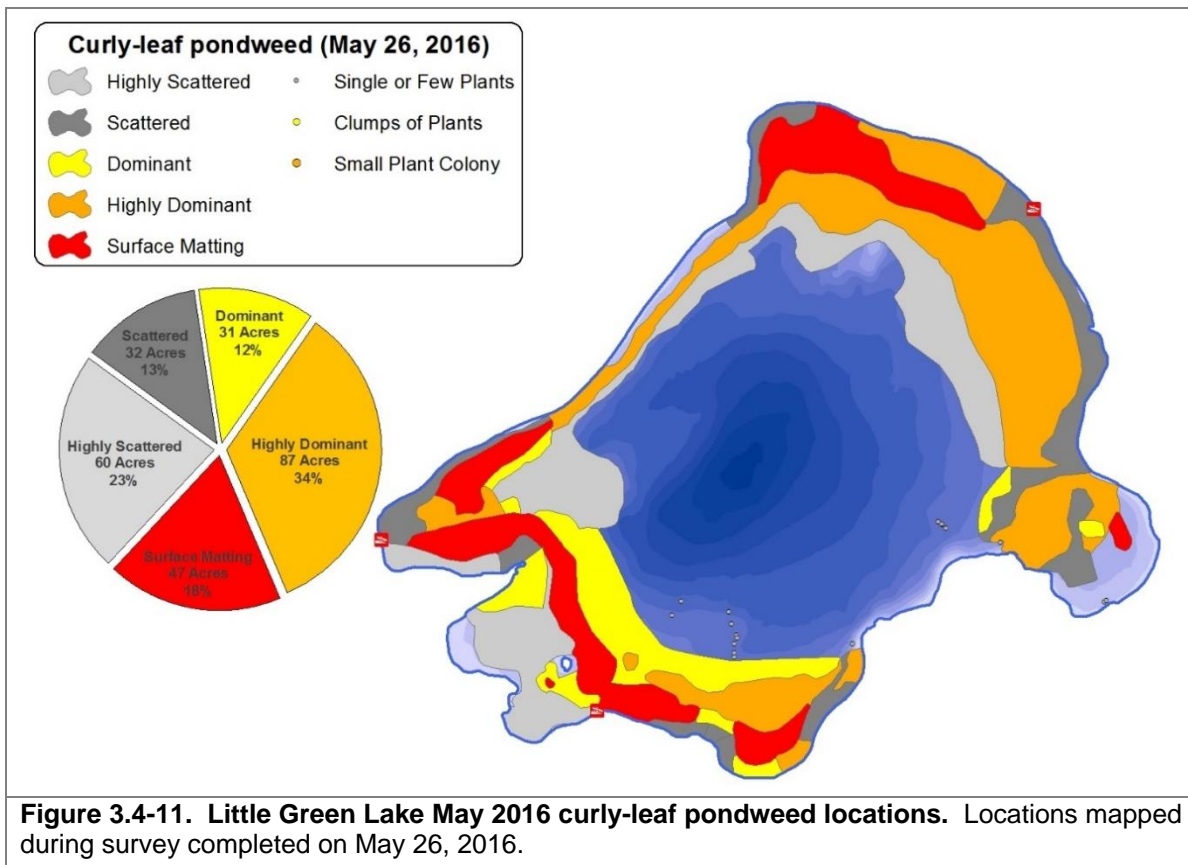 Curly-leaf pondweed (May 26, 2016)
Highly Scattered
Scattered
Dominant
Highly Dominant
Surface Matting
Single or Few Plants
Clumps of Plants
Small Plant Colony
Scattered
32 Acres
13%
Dominant
31 Acres
12%
Highly Scattered
60 Acres
23%
Highly Dominant
87 Acres
34%
Surface Matting
47 Acres
18%
Figure 3.4-11. Little Green Lake May 2016 curly-leaf pondweed locations. Locations mapped
during survey completed on May 26, 2016.